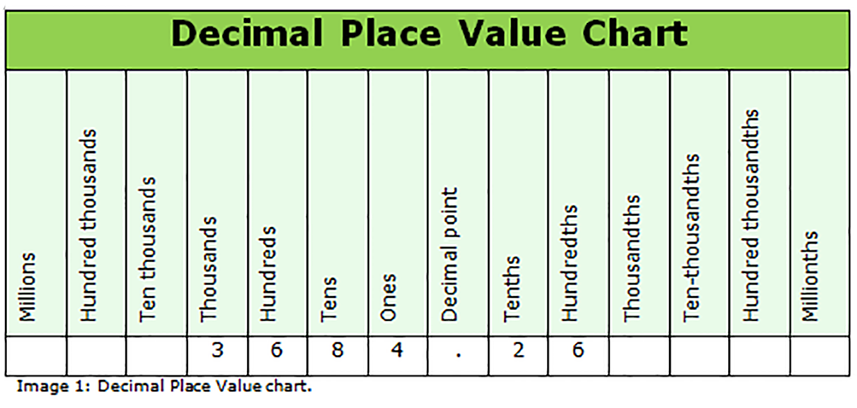 Decimal Place Value Chart
Millions
Hundred thousands
Ten thousands
Thousands
Hundreds
Tens
Ones
Decimal point
Tenths
Hundredths
Thousandths
Ten-thousandths
Hundred thousandths
Millionths
3 6 8 4 . 2 6
Image 1: Decimal Place Value chart.